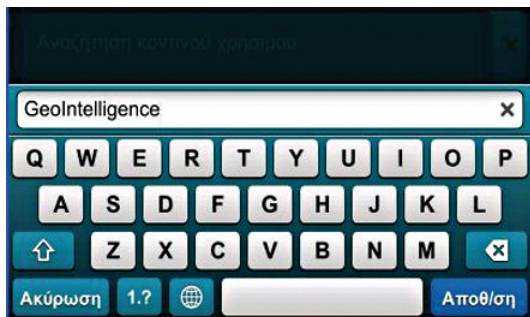 Αναζήτηση κοντινού χρήσιμου
GeoIntelligence
Q W E R T Y U I O P
A S D F G H J K L
Z X C V B N M
Ακύρωση 1.? Αποθ/ση